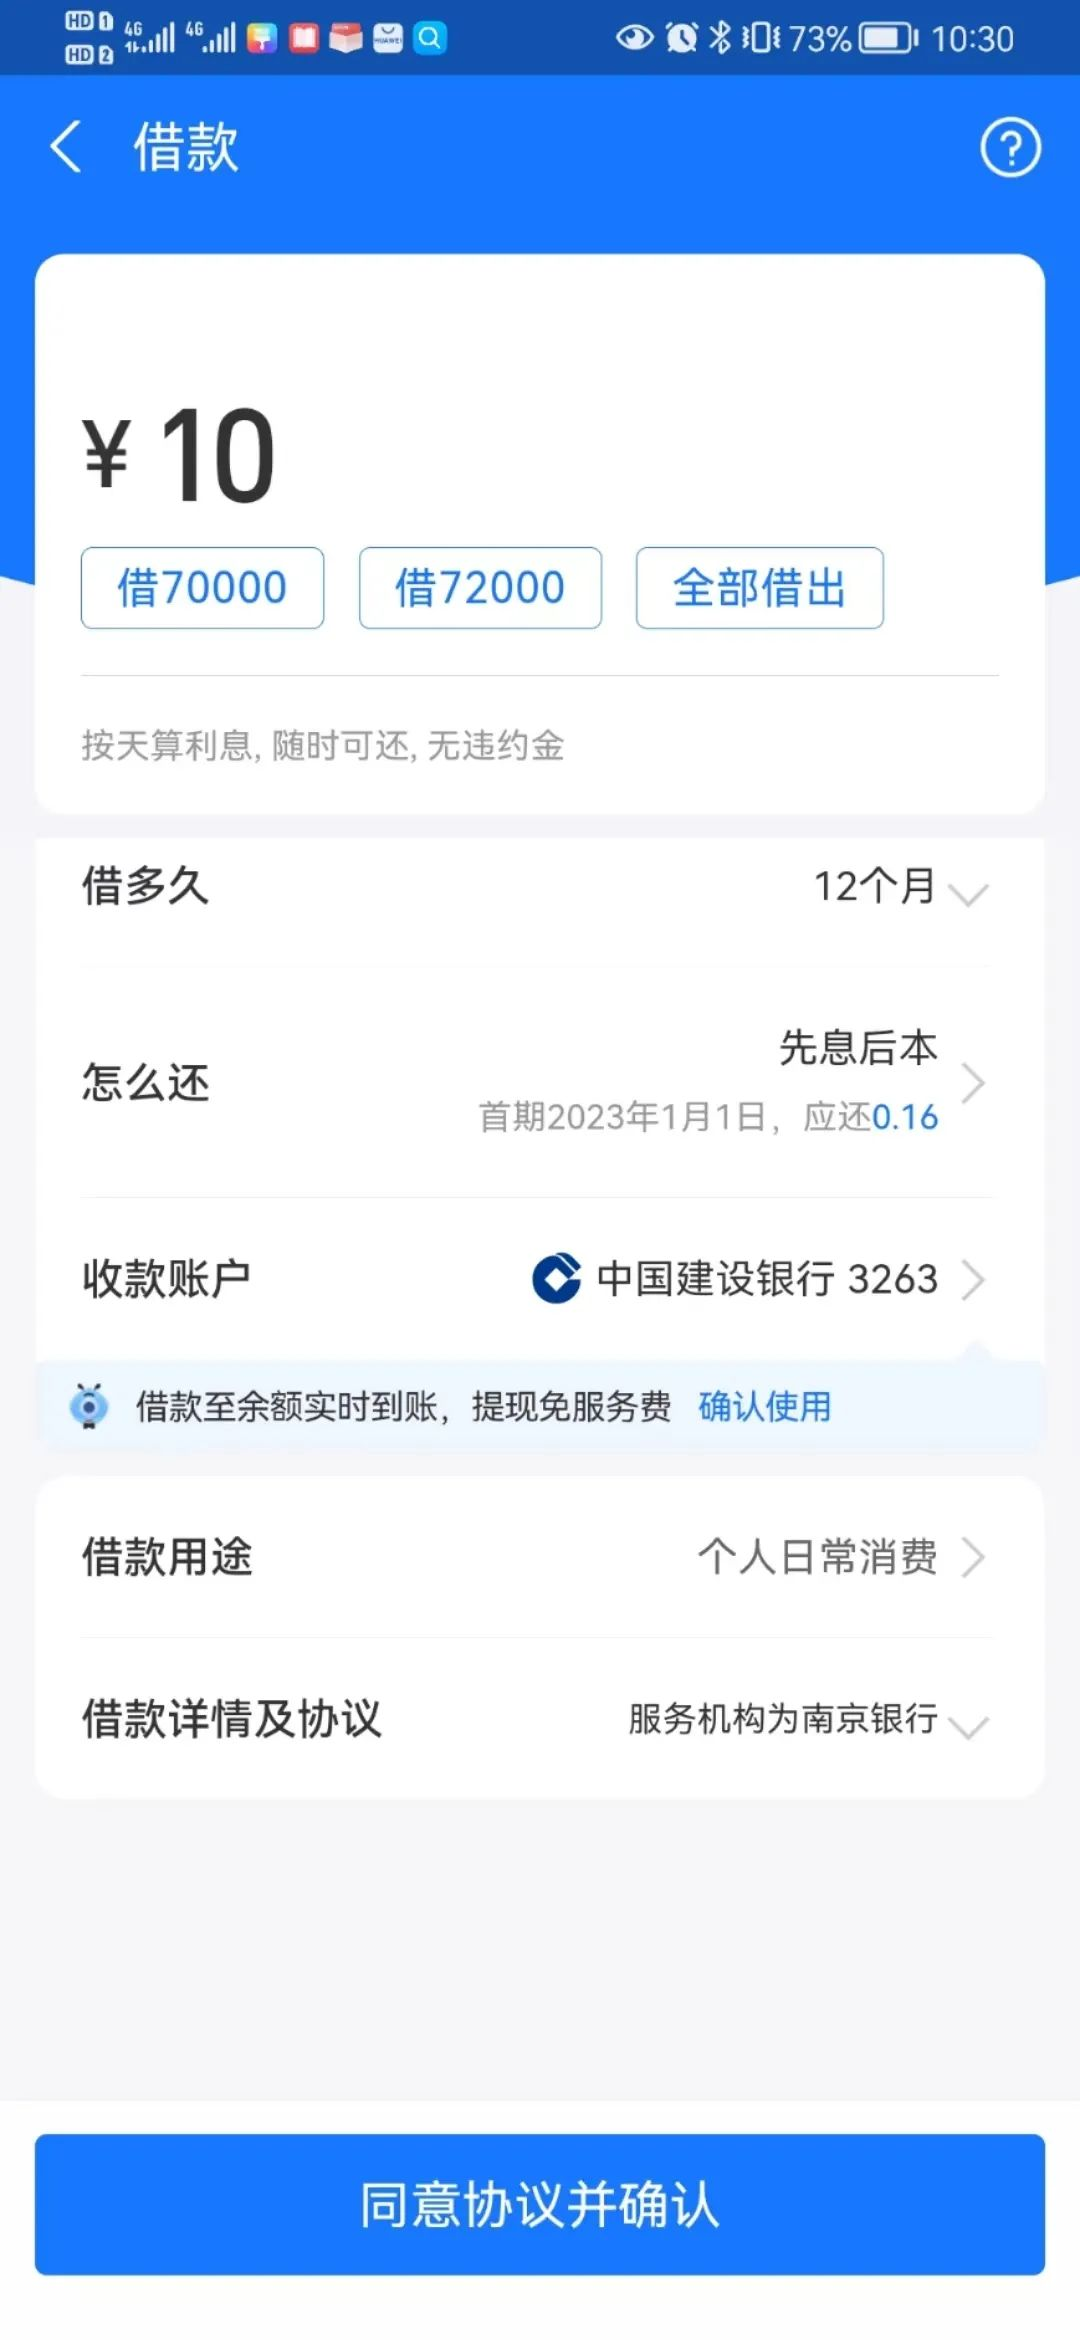 HD 1 4G 4G 73% 10:30
HD 2
HUAWEI
借款
?
¥ 10
借70000 借72000 全部借出
按天算利息, 随时可还, 无违约金
借多久 12个月
先息后本
怎么还
首期2023年1月1日，应还0.16
收款账户 中国建设银行 3263
借款至余额实时到账，提现免服务费 确认使用
借款用途 个人日常消费
借款详情及协议 服务机构为南京银行
同意协议并确认